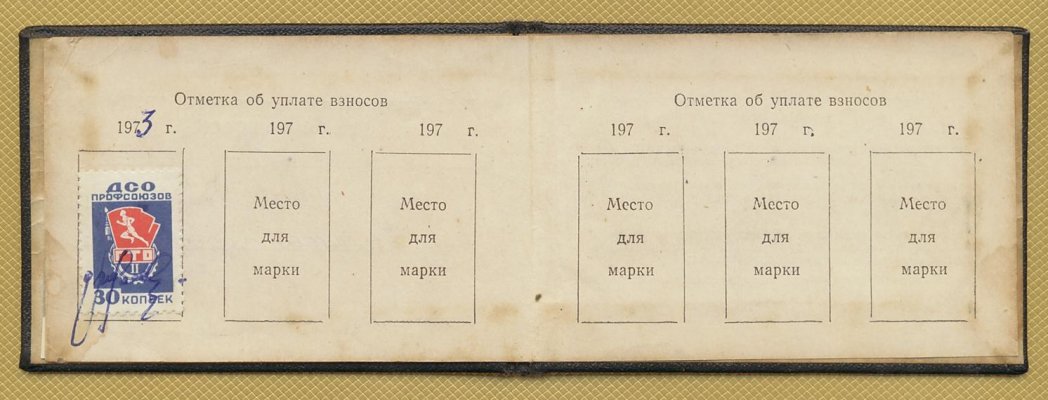 Отметка об уплате взносов
1973 г.
197 г.
197 г.
ДСО
ПРОФСОЮЗОВ
ГТО
II
30 КОПЕЕК
Место
для
марки
Место
для
марки
Отметка об уплате взносов
197 г.
197 г.
197 г.
Место
для
марки
Место
для
марки
Место
для
марки